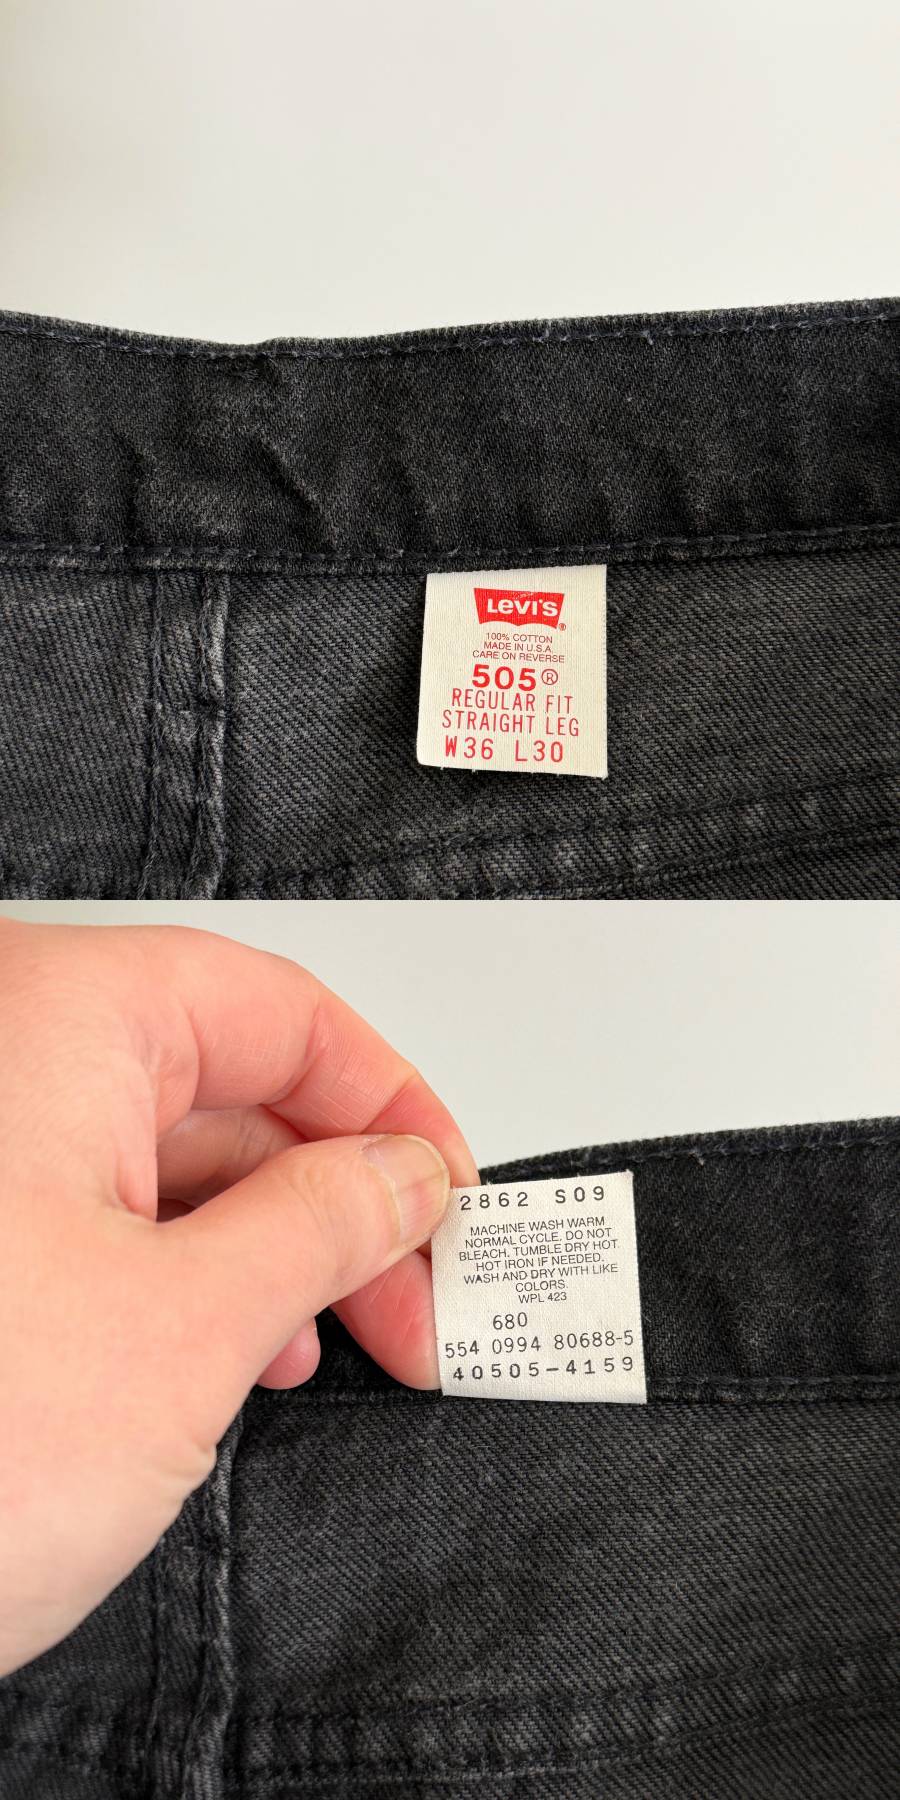 Levi's®
100% COTTON
MADE IN U.S.A.
CARE ON REVERSE
505®
REGULAR FIT
STRAIGHT LEG
W36 L30
2862 S09
MACHINE WASH WARM
NORMAL CYCLE. DO NOT
BLEACH. TUMBLE DRY HOT.
HOT IRON IF NEEDED.
WASH AND DRY WITH LIKE
COLORS.
WPL 423
680
554 0994 80688-5
40505-4159